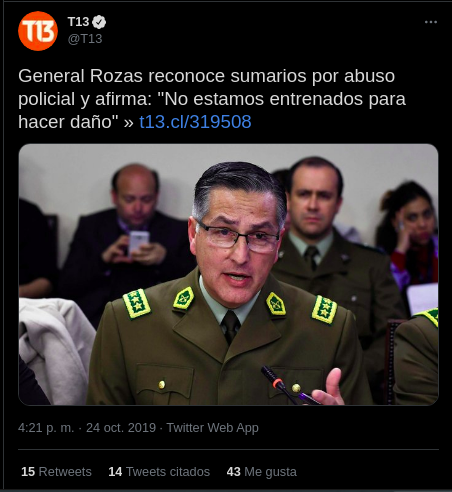 T13
T13
@T13
General Rozas reconoce sumarios por abuso
policial y afirma: "No estamos entrenados para
hacer daño" » t13.cl/319508
4:21 p. m. · 24 oct. 2019 · Twitter Web App
15 Retweets 14 Tweets citados 43 Me gusta